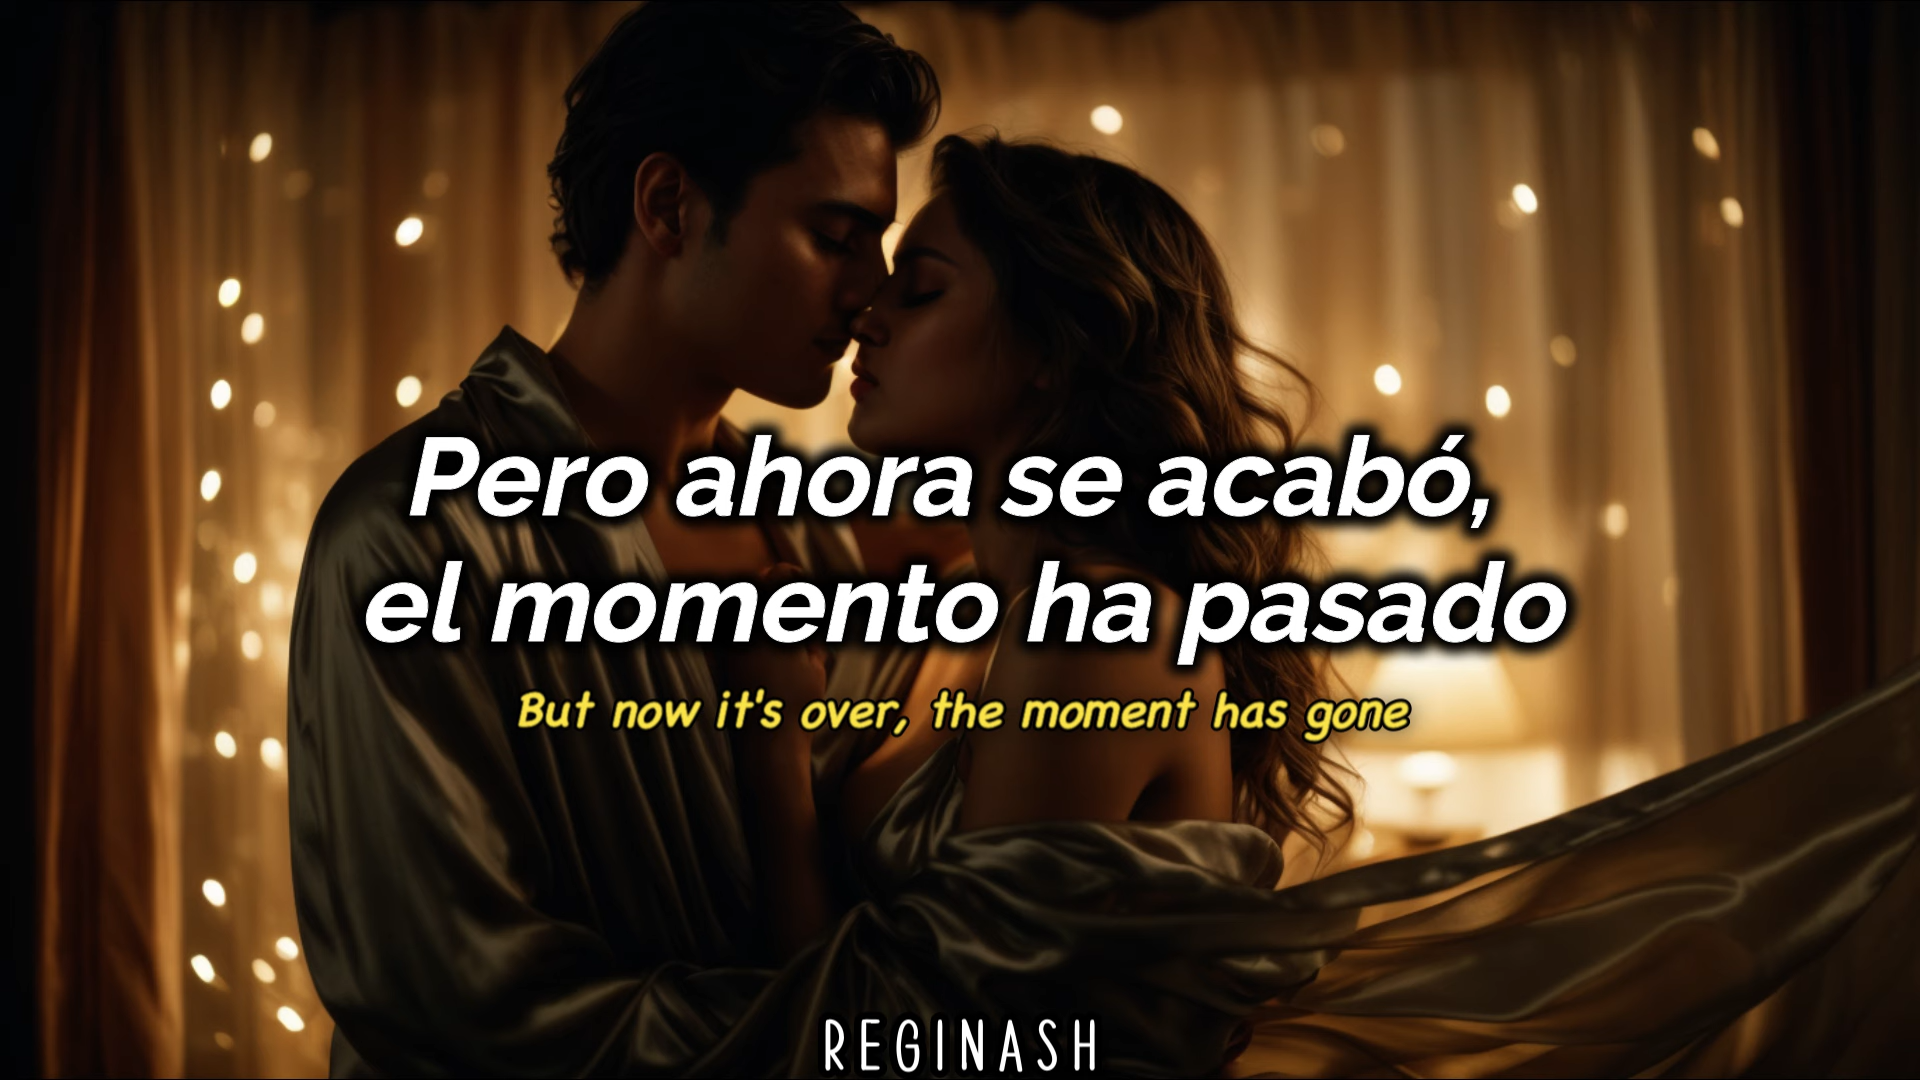 Pero ahora se acabó,
el momento ha pasado
But now it's over, the moment has gone
REGINASH